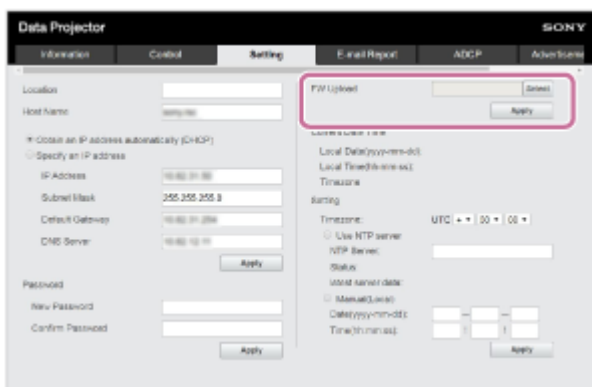 Data Projector
SONY
Information
Control
Setting
E-mail Report
ADCP
Advertiseme
Location
Host Name
Obtain an IP address automatically (DHCP)
Specify an IP address
IP Address
Subnet Mask
255.255.255.0
Default Gateway
DNS Server
Apply
Password
New Password
Confirm Password
Apply
FW Upload
Select
Apply
Current Date Time
Local Date(yyyy-mm-dd):
Local Time(hh:mm:ss):
Timezone
Setting
Timezone:
UTC + 00 00
Use NTP server
NTP Server:
Status:
Manual(Local)
Date(yyyy-mm-dd):
Time(hh:mm:ss):
Apply